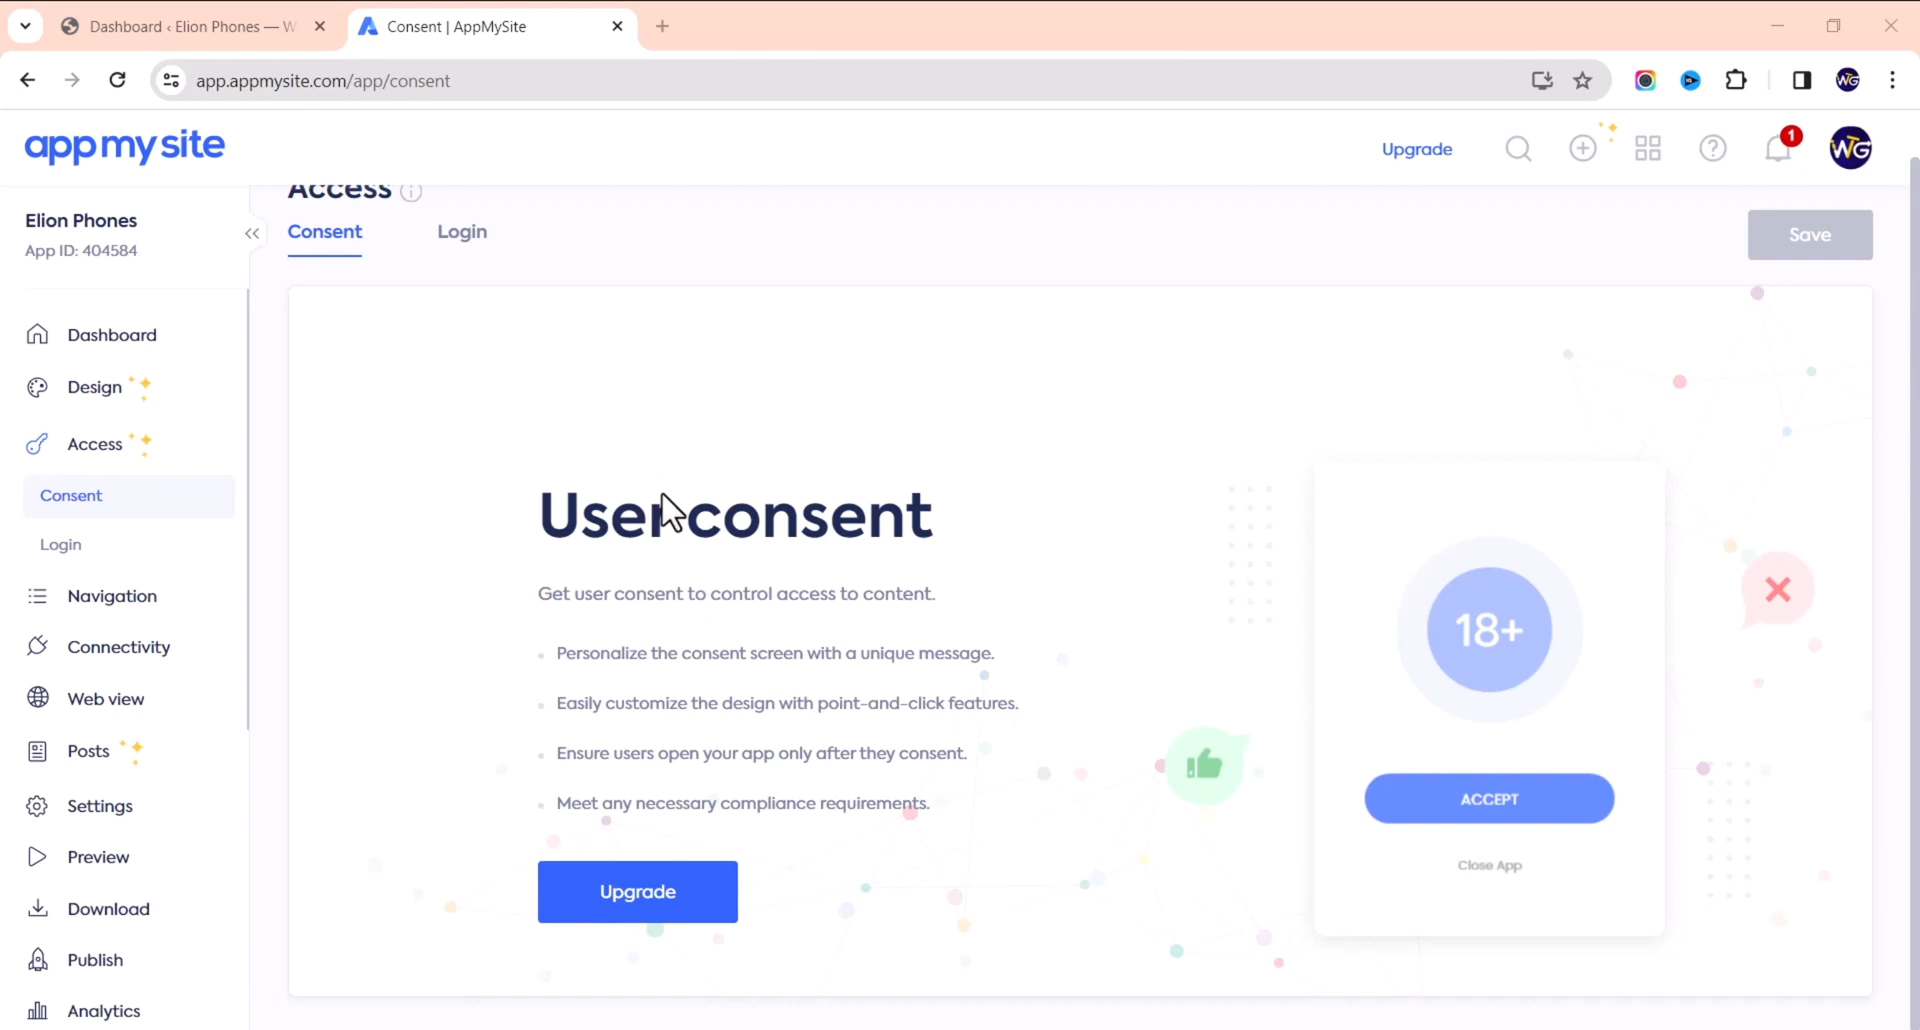 Dashboard ‹ Elion Phones — W
Consent | AppMySite
app.appmysite.com/app/consent
WG
appmysite
Upgrade
1
WG
Elion Phones
App ID: 404584
Access
Consent
Login
Save
Dashboard
Design
Access
Consent
Login
Navigation
Connectivity
Web view
Posts
Settings
Preview
Download
Publish
Analytics
User consent
Get user consent to control access to content.
Personalize the consent screen with a unique message.
Easily customize the design with point-and-click features.
Ensure users open your app only after they consent.
Meet any necessary compliance requirements.
Upgrade
18+
ACCEPT
Close App